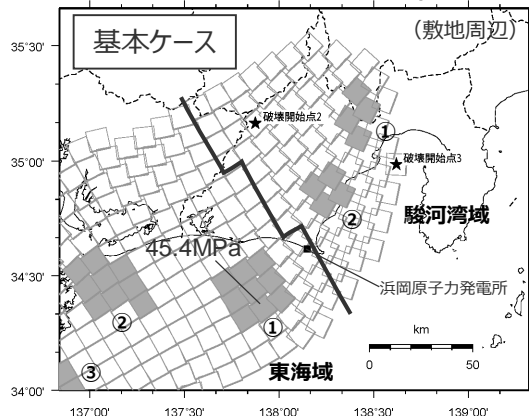 基本ケース
(敷地周辺)
35°30'
破壊開始点2
①
35°00'
破壊開始点3
②
駿河湾域
45.4MPa
34°30'
浜岡原子力発電所
②
①
km
0 50
③
東海域
34°00'
137°00' 137°30' 138°00' 138°30' 139°00'